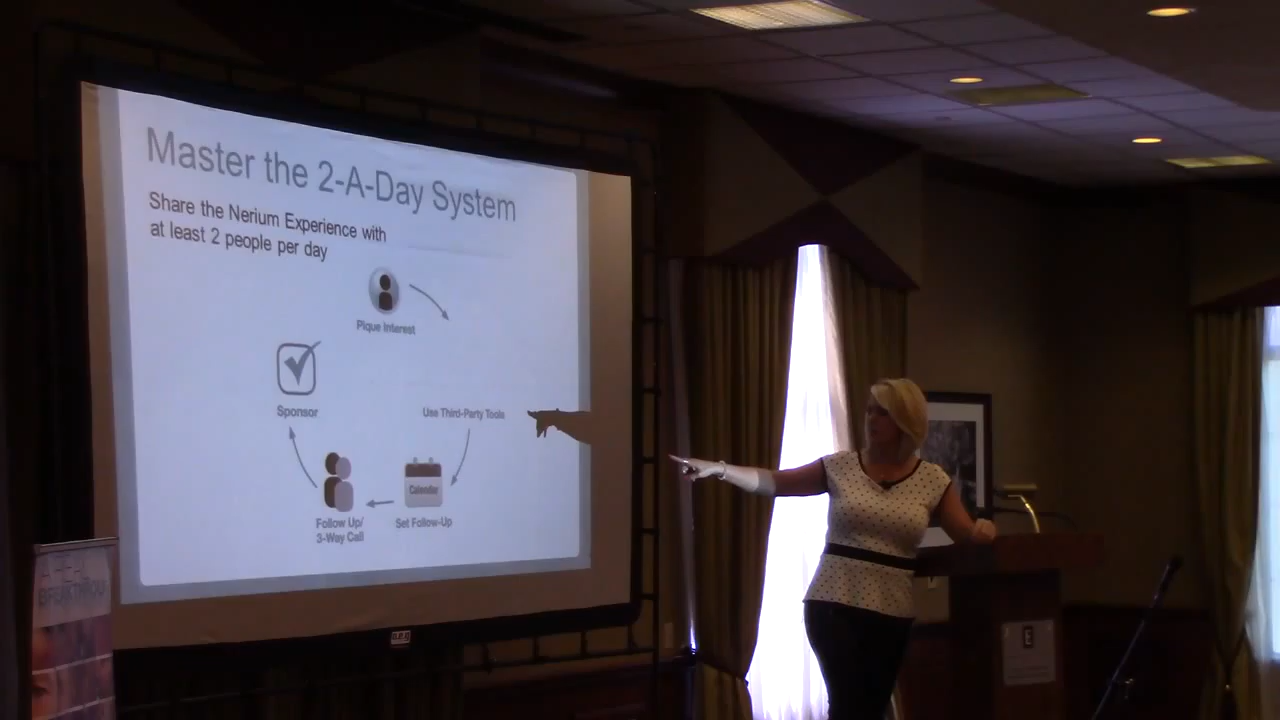 Master the 2-A-Day System
Share the Nerium Experience with
at least 2 people per day
Pique Interest
Sponsor
Use Third-Party Tools
Calendar
Follow Up/
3-Way Call
Set Follow-Up
BREAKTHROUGH
E